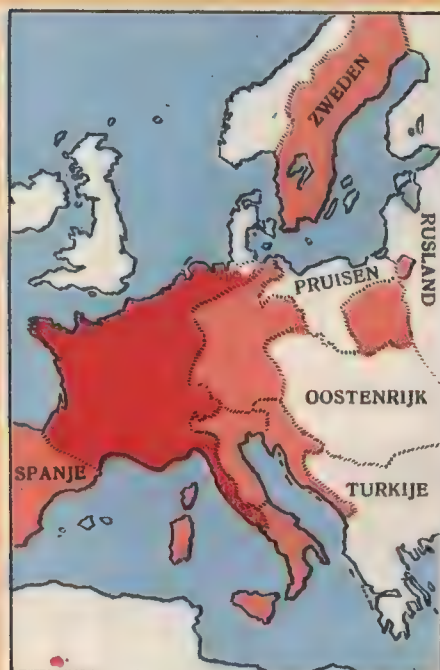 ZWEDEN
RUSLAND
PRUISEN
OOSTENRIJK
SPANJE
TURKIJE